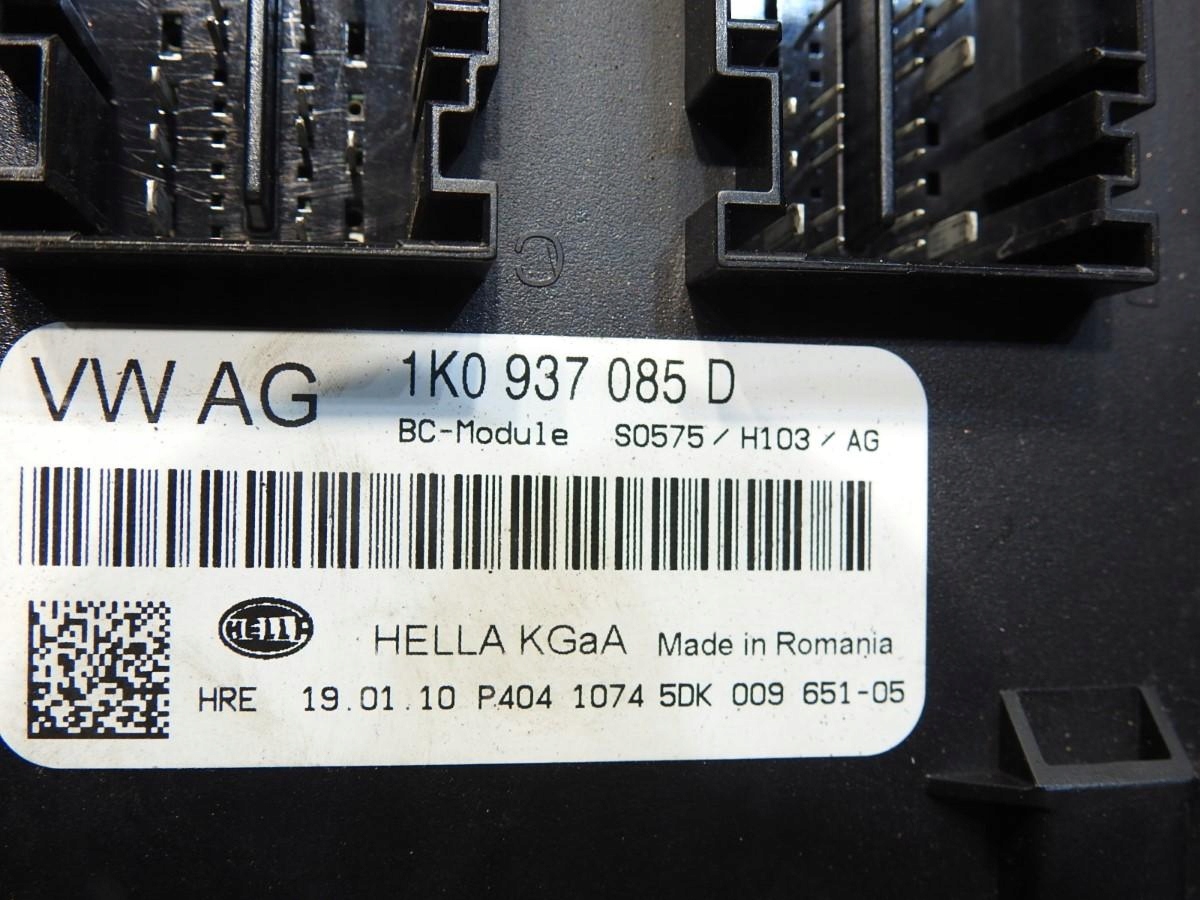 C
VW AG 1K0 937 085 D
BC-Module S0575/H103/AG
HELLA HELLA KGaA Made in Romania
HRE 19.01.10 P404 1074 5DK 009 651-05